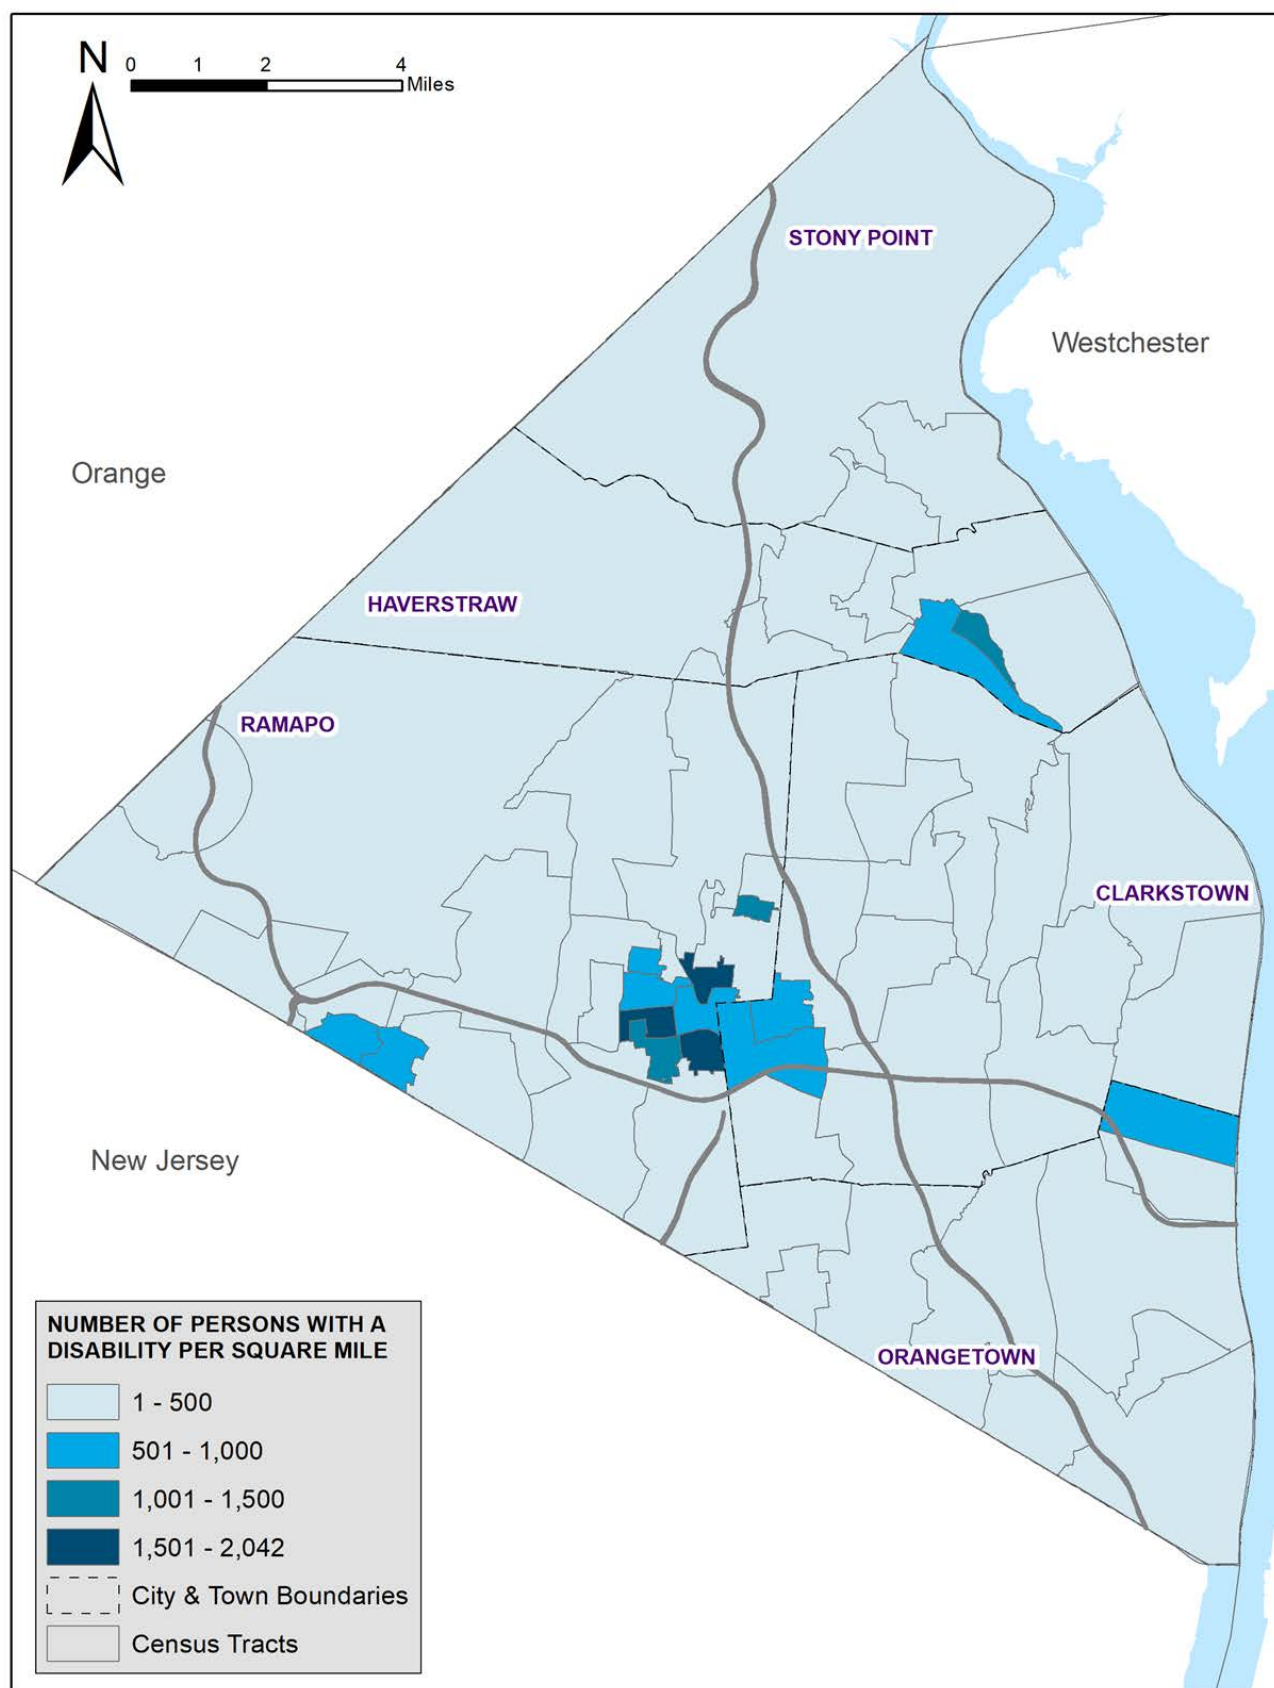 N
0 1 2 4
Miles
STONY POINT
Westchester
Orange
HAVERSTRAW
RAMAPO
CLARKSTOWN
New Jersey
ORANGETOWN
NUMBER OF PERSONS WITH A
DISABILITY PER SQUARE MILE
1 - 500
501 - 1,000
1,001 - 1,500
1,501 - 2,042
City & Town Boundaries
Census Tracts